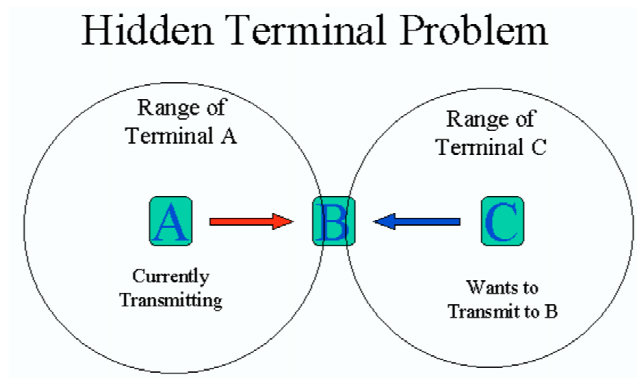 Hidden Terminal Problem
Range of
Terminal A
Range of
Terminal C
A
B
C
Currently
Transmitting
Wants to
Transmit to B